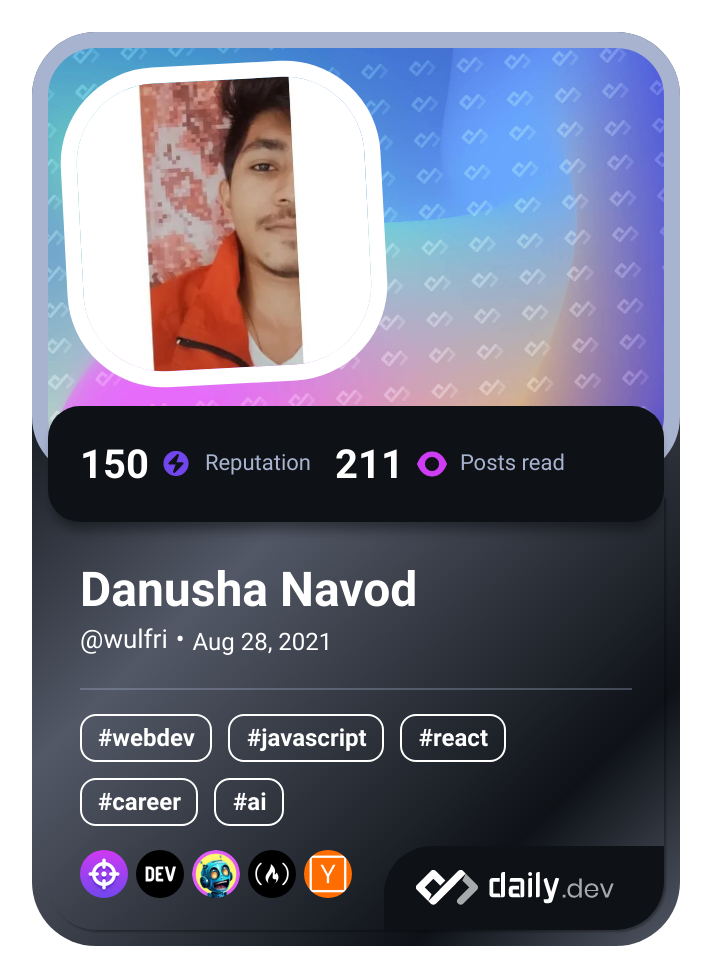 150 Reputation 211 Posts read
Danusha Navod
@wulfri • Aug 28, 2021
#webdev #javascript #react
#career #ai
DEV Y daily.dev